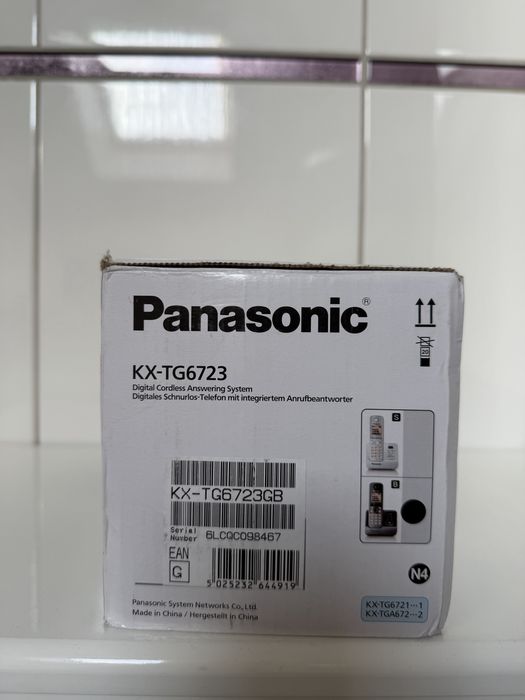 Panasonic®
KX-TG6723
Digital Cordless Answering System
Digitales Schnurlos-Telefon mit integriertem Anrufbeantworter
20
S
B
KX-TG6723GB
Serial Number 6LCQC098467
EAN
G
5 025232 644919
N4
Panasonic System Networks Co., Ltd.
Made in China / Hergestellt in China
KX-TG6721···1
KX-TGA672···2